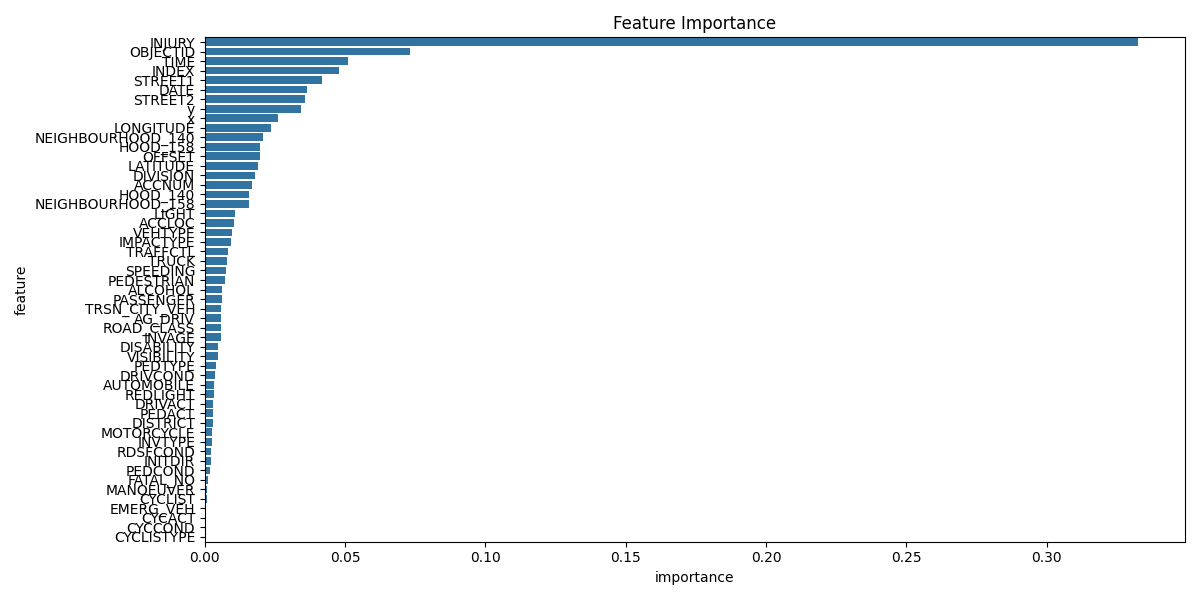 Feature Importance
INJURY
OBJECTID
TIME
INDEX
STREET1
DATE
STREET2
y
x
LONGITUDE
NEIGHBOURHOOD_140
HOOD_158
OFFSET
LATITUDE
DIVISION
ACCNUM
HOOD_140
NEIGHBOURHOOD_158
LIGHT
ACCLOC
VEHTYPE
IMPACTYPE
TRAFFCTL
TRUCK
SPEEDING
PEDESTRIAN
ALCOHOL
PASSENGER
TRSN_CITY_VEH
AG_DRIV
ROAD_CLASS
INVAGE
DISABILITY
VISIBILITY
PEDTYPE
DRIVCOND
AUTOMOBILE
REDLIGHT
DRIVACT
PEDACT
DISTRICT
MOTORCYCLE
INVTYPE
RDSFCOND
INITDIR
PEDCOND
FATAL_NO
MANOEUVER
CYCLIST
EMERG_VEH
CYCACT
CYCCOND
CYCLISTYPE
feature
0.00 0.05 0.10 0.15 0.20 0.25 0.30
importance